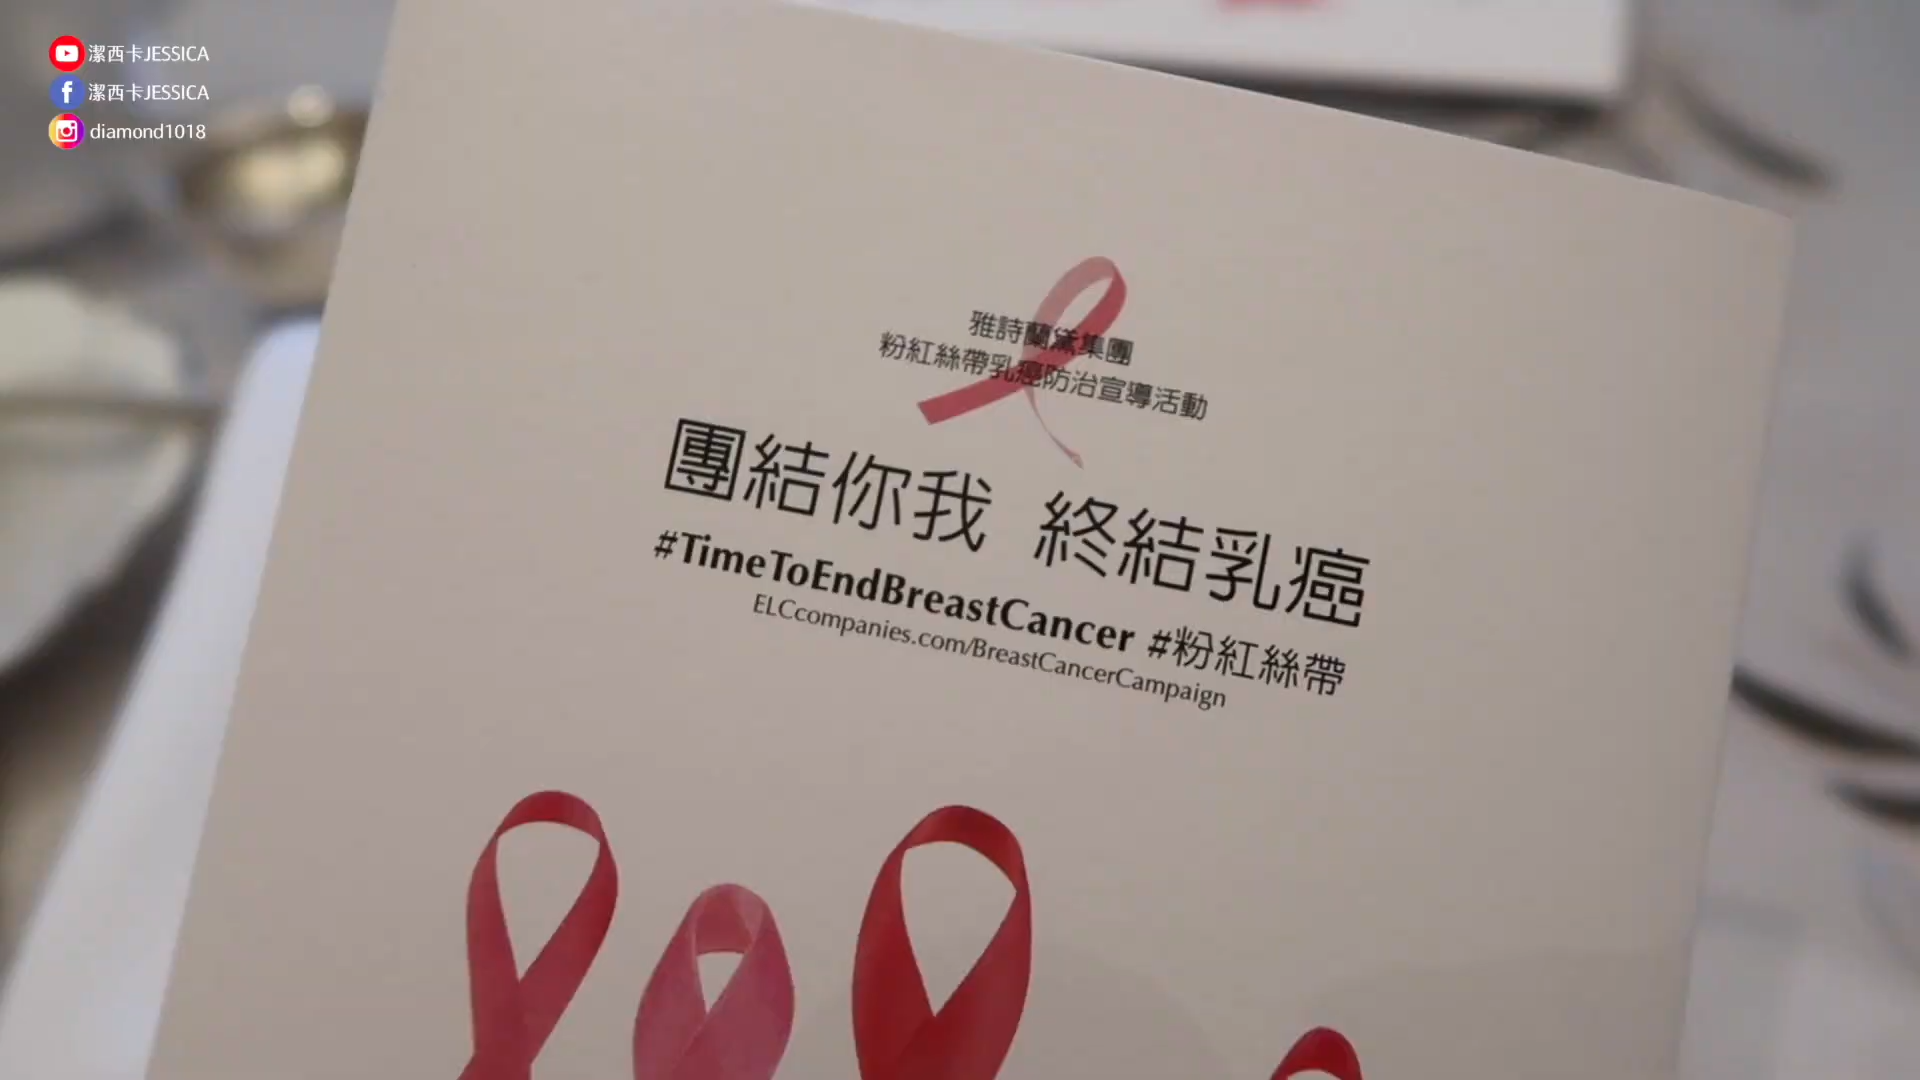 潔西卡JESSICA
潔西卡JESSICA
diamond1018
雅詩蘭黛集團
粉紅絲帶乳癌防治宣導活動
團結你我 終結乳癌
#TimeToEndBreastCancer #粉紅絲帶
ELCcompanies.com/BreastCancerCampaign